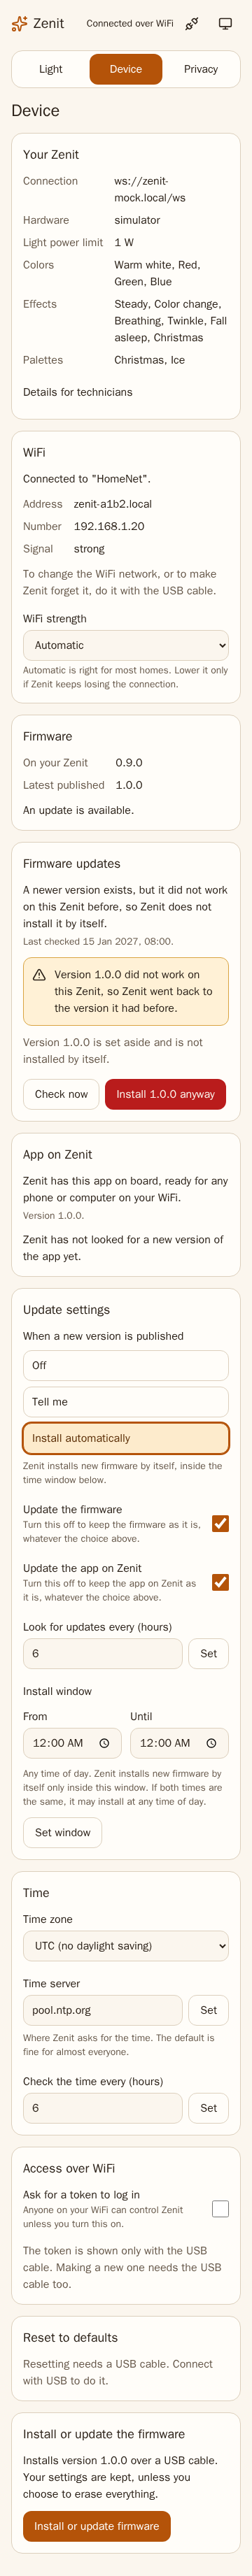 Zenit
Connected over WiFi
Light
Device
Privacy
Device
Your Zenit
Connection
ws://zenit-
mock.local/ws
Hardware
simulator
Light power limit
1 W
Colors
Warm white, Red,
Green, Blue
Effects
Steady, Color change,
Breathing, Twinkle, Fall
asleep, Christmas
Palettes
Christmas, Ice
Details for technicians
WiFi
Connected to "HomeNet".
Address
zenit-a1b2.local
Number
192.168.1.20
Signal
strong
To change the WiFi network, or to make
Zenit forget it, do it with the USB cable.
WiFi strength
Automatic
Automatic is right for most homes. Lower it only
if Zenit keeps losing the connection.
Firmware
On your Zenit
0.9.0
Latest published
1.0.0
An update is available.
Firmware updates
A newer version exists, but it did not work
on this Zenit before, so Zenit does not
install it by itself.
Last checked 15 Jan 2027, 08:00.
Version 1.0.0 did not work on
this Zenit, so Zenit went back to
the version it had before.
Version 1.0.0 is set aside and is not
installed by itself.
Check now
Install 1.0.0 anyway
App on Zenit
Zenit has this app on board, ready for any
phone or computer on your WiFi.
Version 1.0.0.
Zenit has not looked for a new version of
the app yet.
Update settings
When a new version is published
Off
Tell me
Install automatically
Zenit installs new firmware by itself, inside the
time window below.
Update the firmware
Turn this off to keep the firmware as it is,
whatever the choice above.
Update the app on Zenit
Turn this off to keep the app on Zenit as
it is, whatever the choice above.
Look for updates every (hours)
6
Set
Install window
From
Until
12:00 AM
12:00 AM
Any time of day. Zenit installs new firmware by
itself only inside this window. If both times are
the same, it may install at any time of day.
Set window
Time
Time zone
UTC (no daylight saving)
Time server
pool.ntp.org
Set
Where Zenit asks for the time. The default is
fine for almost everyone.
Check the time every (hours)
6
Set
Access over WiFi
Ask for a token to log in
Anyone on your WiFi can control Zenit
unless you turn this on.
The token is shown only with the USB
cable. Making a new one needs the USB
cable too.
Reset to defaults
Resetting needs a USB cable. Connect
with USB to do it.
Install or update the firmware
Installs version 1.0.0 over a USB cable.
Your settings are kept, unless you
choose to erase everything.
Install or update firmware